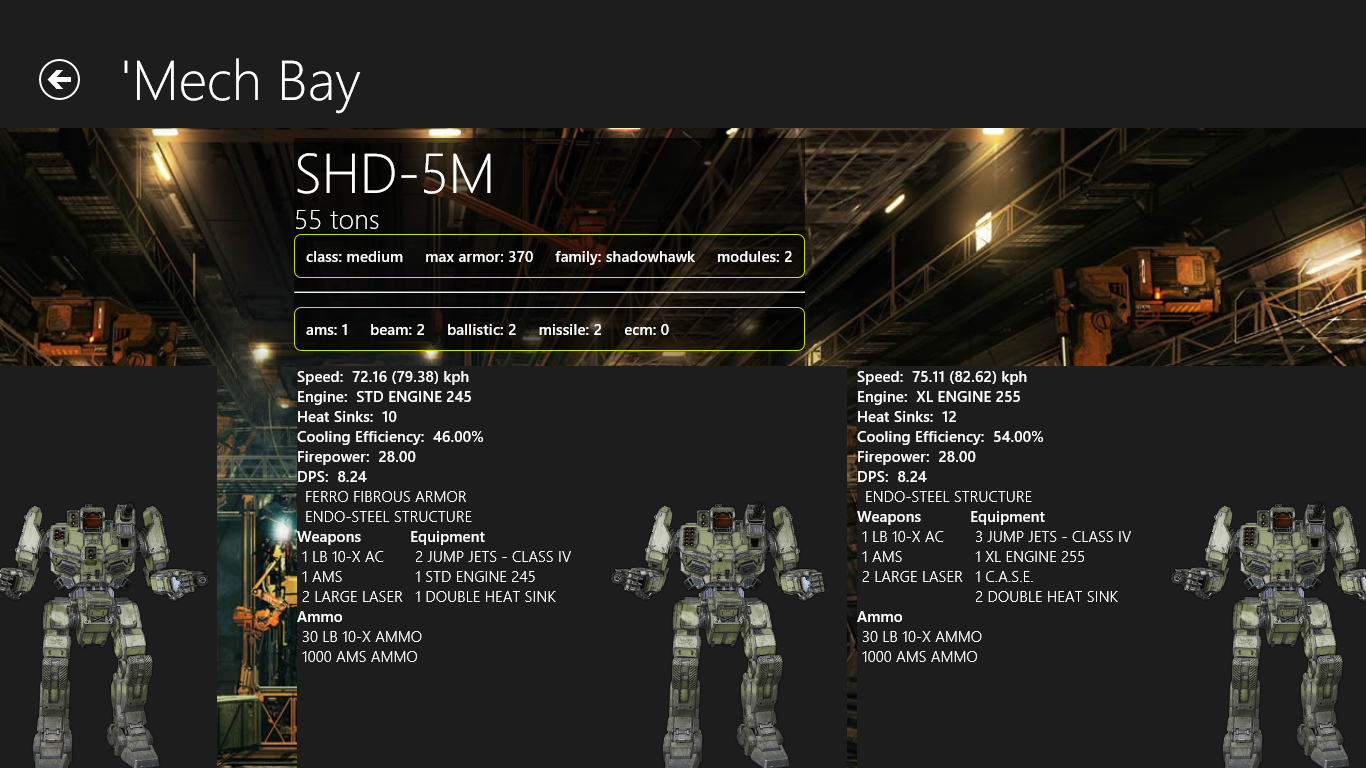 'Mech Bay
SHD-5M
55 tons
class: medium max armor: 370 family: shadowhawk modules: 2
ams: 1 beam: 2 ballistic: 2 missile: 2 ecm: 0
Speed: 72.16 (79.38) kph
Engine: STD ENGINE 245
Heat Sinks: 10
Cooling Efficiency: 46.00%
Firepower: 28.00
DPS: 8.24
FERRO FIBROUS ARMOR
ENDO-STEEL STRUCTURE
Weapons Equipment
1 LB 10-X AC 2 JUMP JETS - CLASS IV
1 AMS 1 STD ENGINE 245
2 LARGE LASER 1 DOUBLE HEAT SINK
Ammo
30 LB 10-X AMMO
1000 AMS AMMO
Speed: 75.11 (82.62) kph
Engine: XL ENGINE 255
Heat Sinks: 12
Cooling Efficiency: 54.00%
Firepower: 28.00
DPS: 8.24
ENDO-STEEL STRUCTURE
Weapons Equipment
1 LB 10-X AC 3 JUMP JETS - CLASS IV
1 AMS 1 XL ENGINE 255
2 LARGE LASER 1 C.A.S.E.
2 DOUBLE HEAT SINK
Ammo
30 LB 10-X AMMO
1000 AMS AMMO